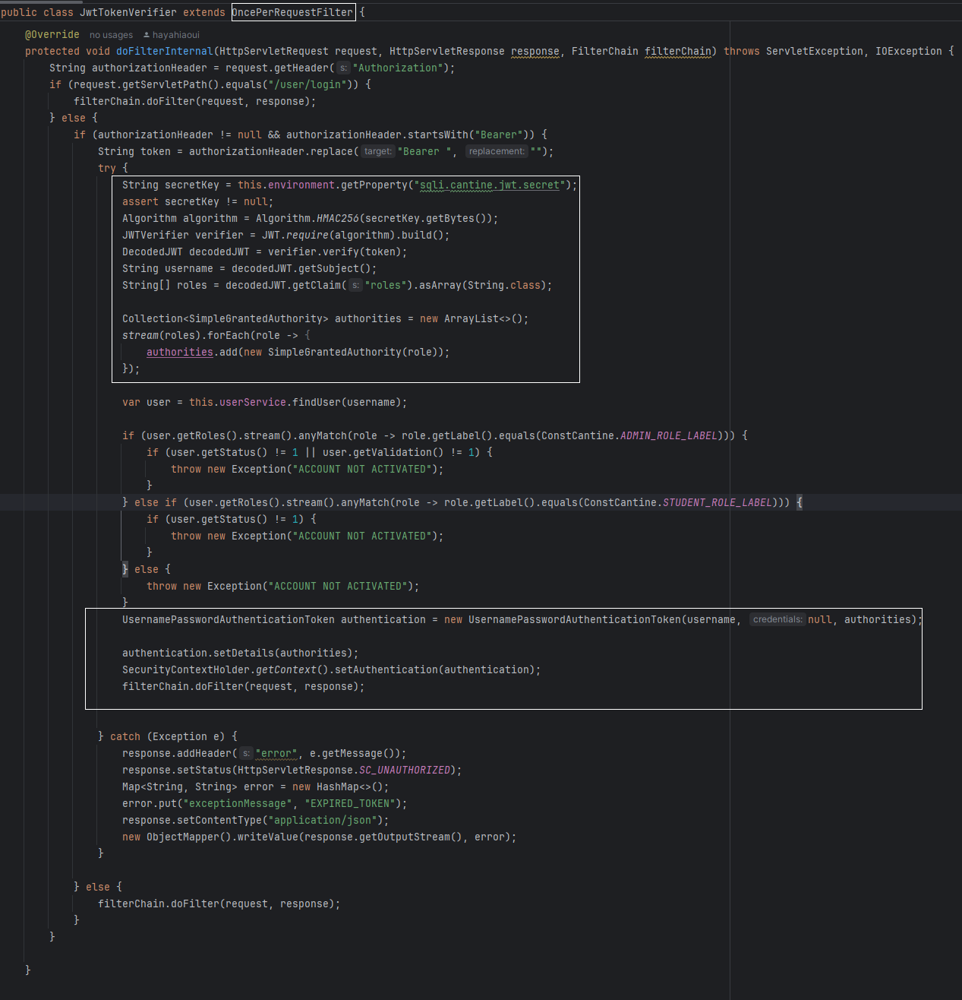 public class JwtTokenVerifier extends OncePerRequestFilter {
@Override no usages hayahiaoui
protected void doFilterInternal(HttpServletRequest request, HttpServletResponse response, FilterChain filterChain) throws ServletException, IOException {
String authorizationHeader = request.getHeader( s: "Authorization");
if (request.getServletPath().equals("/user/login")) {
filterChain.doFilter(request, response);
} else {
if (authorizationHeader != null && authorizationHeader.startsWith("Bearer")) {
String token = authorizationHeader.replace( target: "Bearer ", replacement: "");
try {
String secretKey = this.environment.getProperty("sqli.cantine.jwt.secret");
assert secretKey != null;
Algorithm algorithm = Algorithm.HMAC256(secretKey.getBytes());
JWTVerifier verifier = JWT.require(algorithm).build();
DecodedJWT decodedJWT = verifier.verify(token);
String username = decodedJWT.getSubject();
String[] roles = decodedJWT.getClaim( s: "roles").asArray(String.class);
Collection<SimpleGrantedAuthority> authorities = new ArrayList<>();
stream(roles).forEach(role -> {
authorities.add(new SimpleGrantedAuthority(role));
});
var user = this.userService.findUser(username);
if (user.getRoles().stream().anyMatch(role -> role.getLabel().equals(ConstCantine.ADMIN_ROLE_LABEL))) {
if (user.getStatus() != 1 || user.getValidation() != 1) {
throw new Exception("ACCOUNT NOT ACTIVATED");
}
} else if (user.getRoles().stream().anyMatch(role -> role.getLabel().equals(ConstCantine.STUDENT_ROLE_LABEL))) {
if (user.getStatus() != 1) {
throw new Exception("ACCOUNT NOT ACTIVATED");
}
} else {
throw new Exception("ACCOUNT NOT ACTIVATED");
}
UsernamePasswordAuthenticationToken authentication = new UsernamePasswordAuthenticationToken(username, credentials: null, authorities);
authentication.setDetails(authorities);
SecurityContextHolder.getContext().setAuthentication(authentication);
filterChain.doFilter(request, response);
} catch (Exception e) {
response.addHeader( s: "error", e.getMessage());
response.setStatus(HttpServletResponse.SC_UNAUTHORIZED);
Map<String, String> error = new HashMap<>();
error.put("exceptionMessage", "EXPIRED_TOKEN");
response.setContentType("application/json");
new ObjectMapper().writeValue(response.getOutputStream(), error);
}
} else {
filterChain.doFilter(request, response);
}
}
}